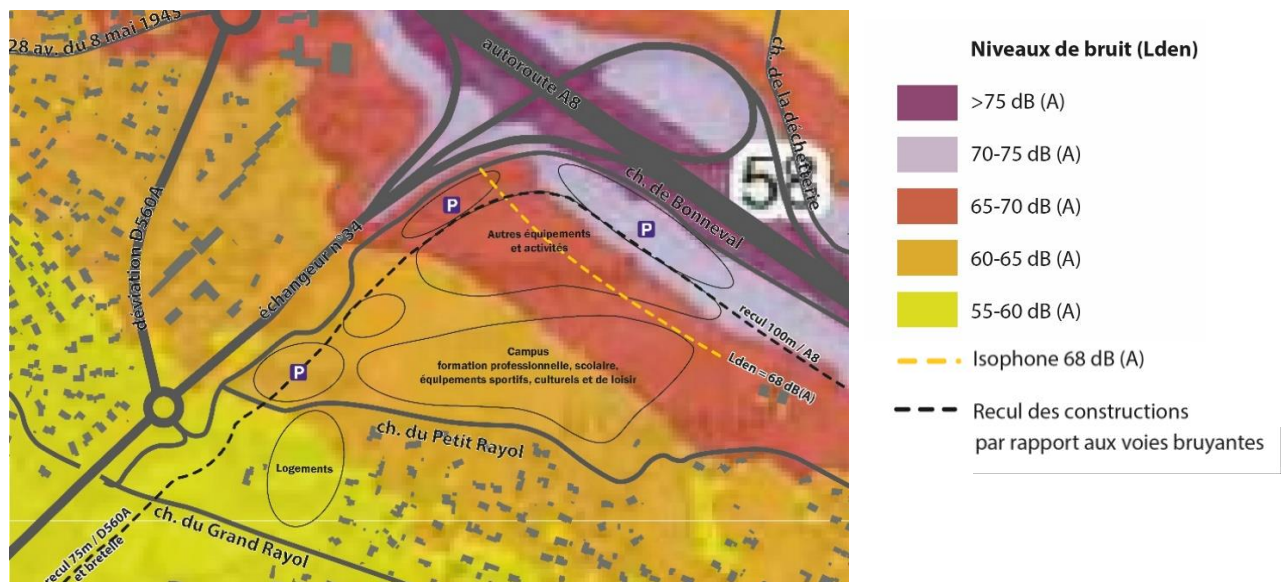 28 av. du 8 mai 1945
autoroute A8
ch. de la déchetterie
58
déviation D560A
échangeur n°34
ch. de Bonneval
P
P
Autres équipements
et activités
recul 100m / A8
Campus
formation professionnelle, scolaire,
équipements sportifs, culturels et de loisir
Lden = 68 dB(A)
P
ch. du Petit Rayol
Logements
ch. du Grand Rayol
recul 75m / D560A
et bretelle
Niveaux de bruit (Lden)
>75 dB (A)
70-75 dB (A)
65-70 dB (A)
60-65 dB (A)
55-60 dB (A)
Isophone 68 dB (A)
Recul des constructions
par rapport aux voies bruyantes